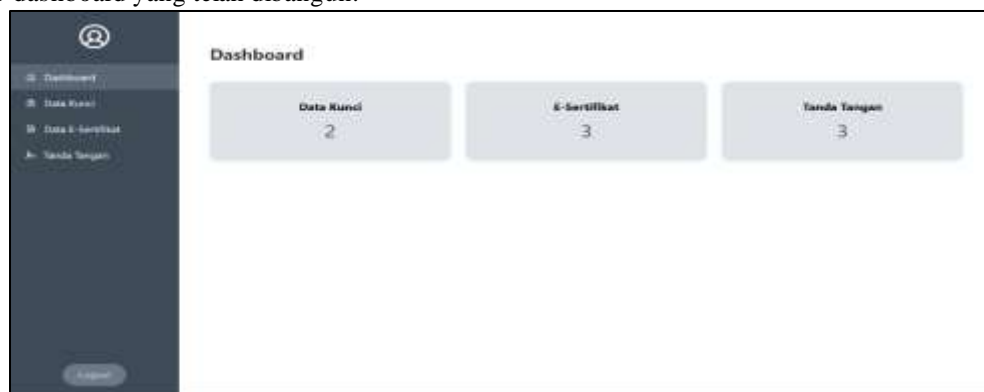 dashboard yang telah dibangun.
Dashboard
Dashboard
Data Kunci
Data E-Sertifikat
Tanda Tangan
Data Kunci
2
E-Sertifikat
3
Tanda Tangan
3
Logout